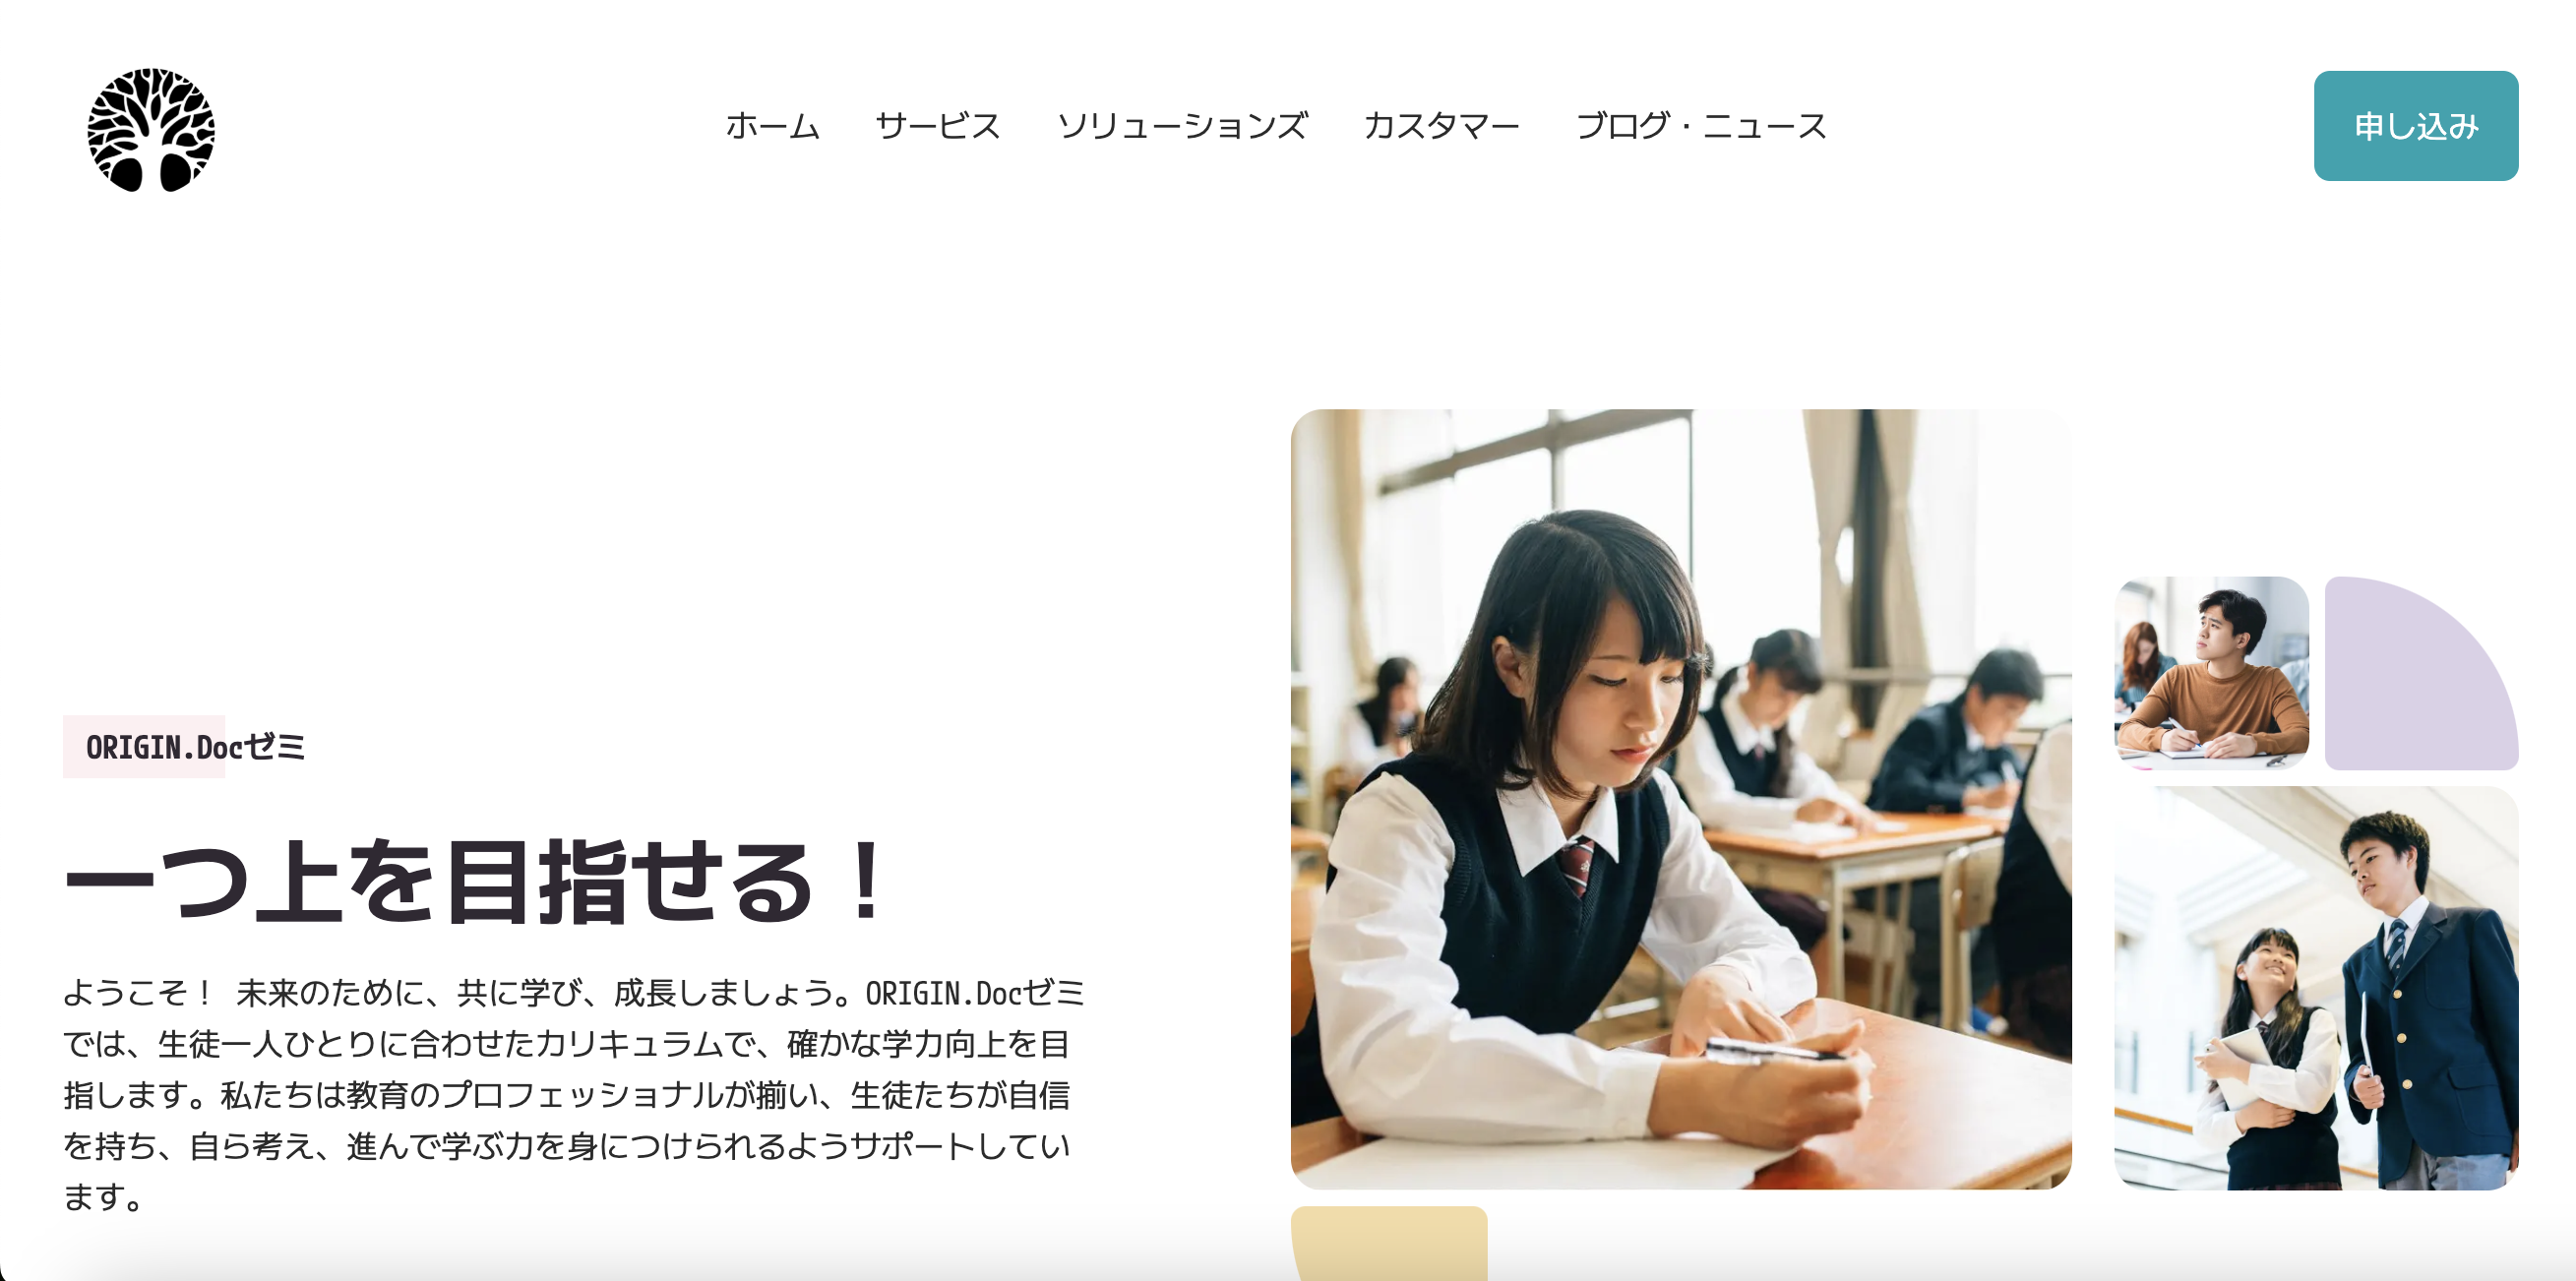 ホーム サービス ソリューションズ カスタマー ブログ・ニュース
申し込み
ORIGIN.Docゼミ
一つ上を目指せる！
ようこそ！ 未来のために、共に学び、成長しましょう。ORIGIN.Docゼミ
では、生徒一人ひとりに合わせたカリキュラムで、確かな学力向上を目
指します。私たちは教育のプロフェッショナルが揃い、生徒たちが自信
を持ち、自ら考え、進んで学ぶ力を身につけられるようサポートしてい
ます。